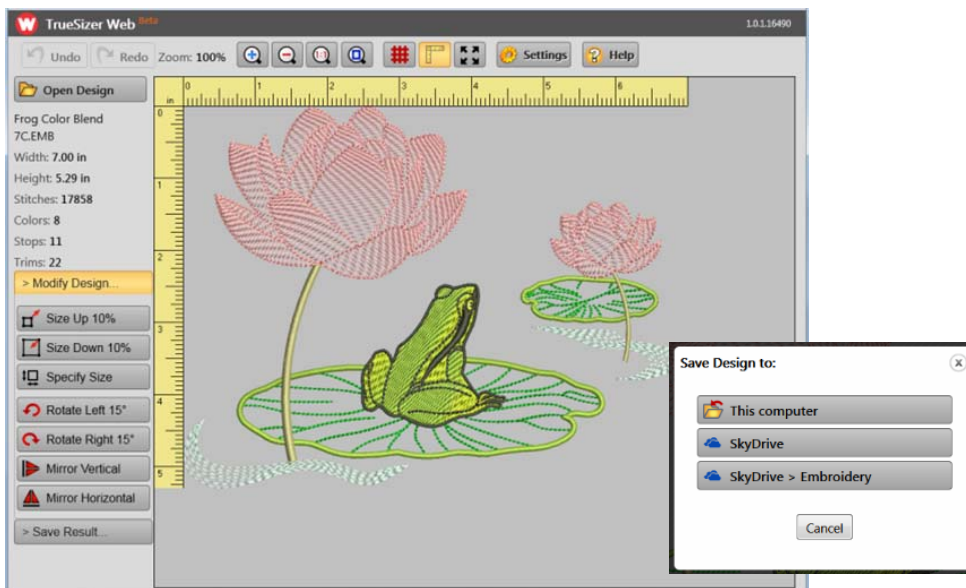 TrueSizer Web Beta
1.0.1.16490
Undo Redo Zoom: 100% 1:1 Settings Help
Open Design
Frog Color Blend
7C.EMB
Width: 7.00 in
Height: 5.29 in
Stitches: 17858
Colors: 8
Stops: 11
Trims: 22
> Modify Design...
Size Up 10%
Size Down 10%
Specify Size
Rotate Left 15°
Rotate Right 15°
Mirror Vertical
Mirror Horizontal
> Save Result...
in 0 1 2 3 4 5 6
0
1
2
3
4
5
Save Design to:
This computer
SkyDrive
SkyDrive > Embroidery
Cancel